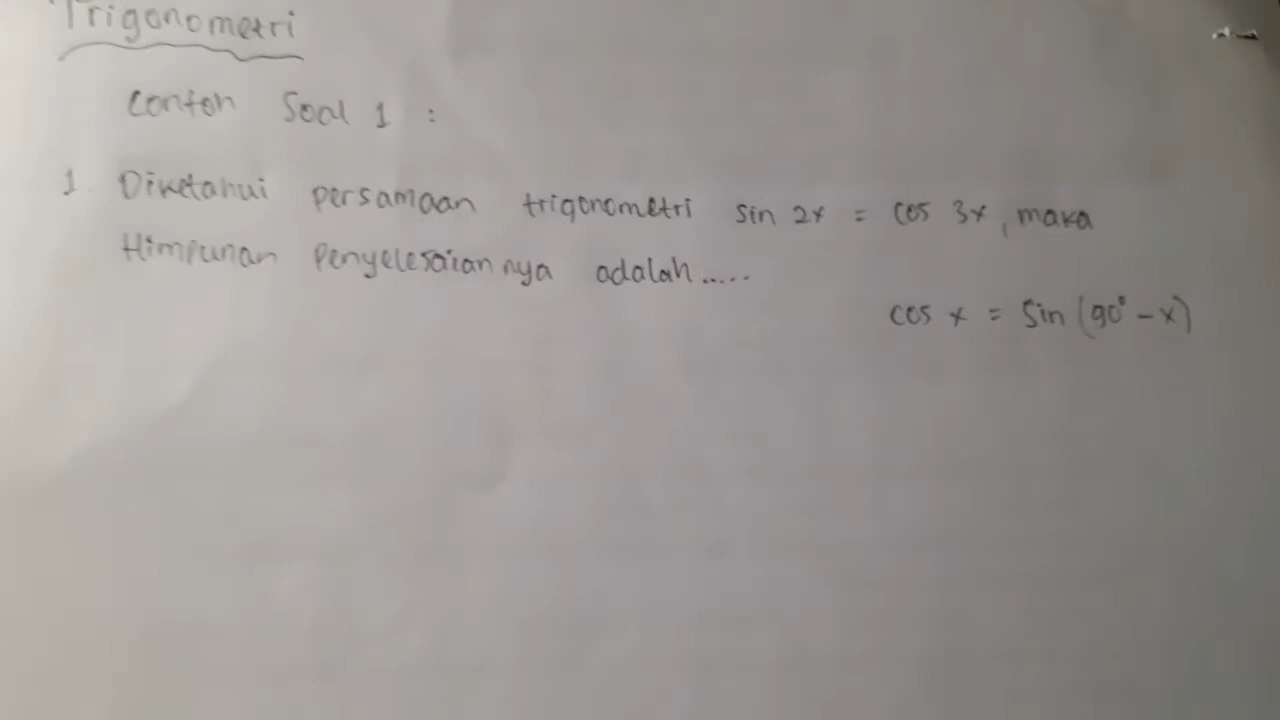 Trigonometri
Contoh Soal 1 :
1. Diketahui persamaan trigonometri sin 2x = cos 3x, maka
Himpunan Penyelesaiannya adalah.....
cos x = Sin (90° - x)